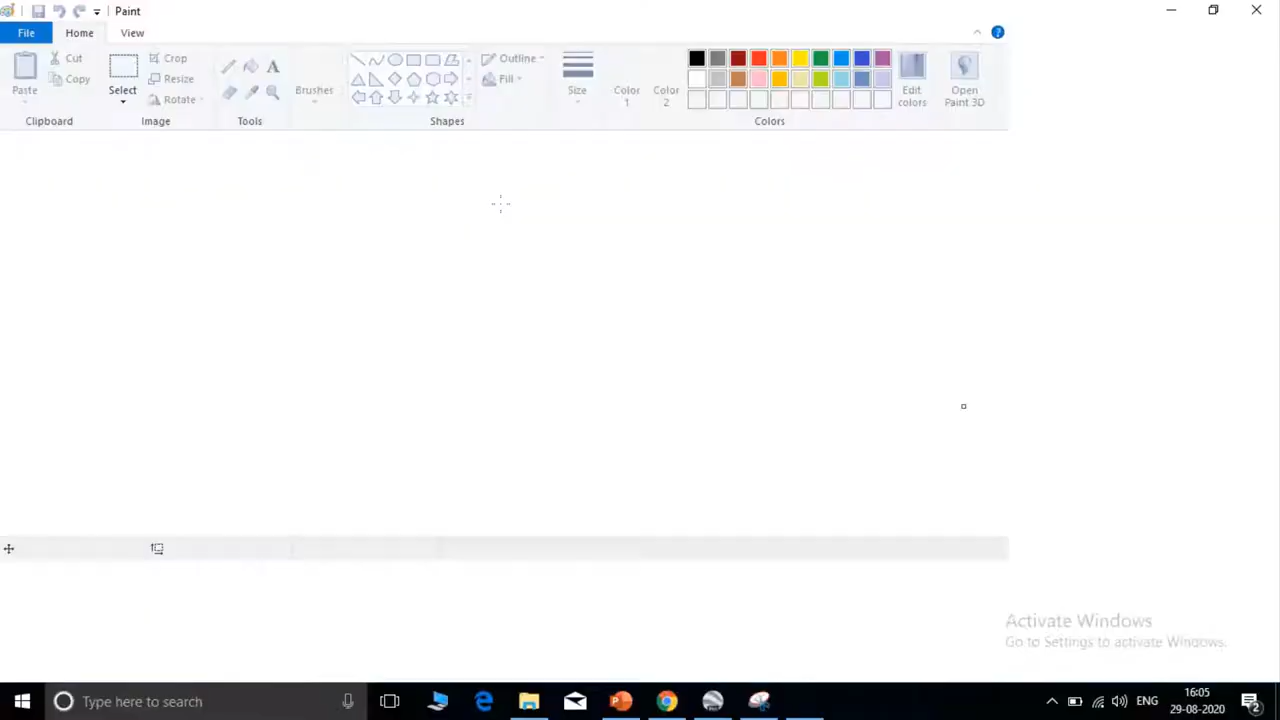 Paint
File Home View
Paste
Cut
Copy
Clipboard
Select
Crop
Resize
Rotate
Image
A
Tools
Brushes
Outline
Fill
Shapes
Size
Color 1
Color 2
Colors
Edit colors
Open Paint 3D
?
Activate Windows
Go to Settings to activate Windows.
Type here to search
ENG
16:05
29-08-2020
2